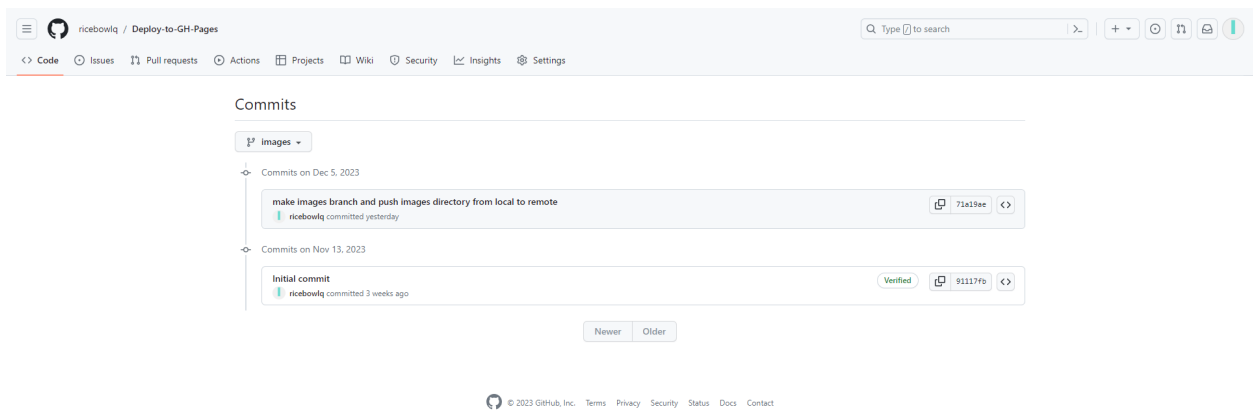 ricebowlq / Deploy-to-GH-Pages
Type / to search
Code Issues Pull requests Actions Projects Wiki Security Insights Settings
Commits
images
Commits on Dec 5, 2023
make images branch and push images directory from local to remote
71a19ae
ricebowlq committed yesterday
Commits on Nov 13, 2023
Initial commit
Verified 91117fb
ricebowlq committed 3 weeks ago
Newer Older
© 2023 GitHub, Inc. Terms Privacy Security Status Docs Contact